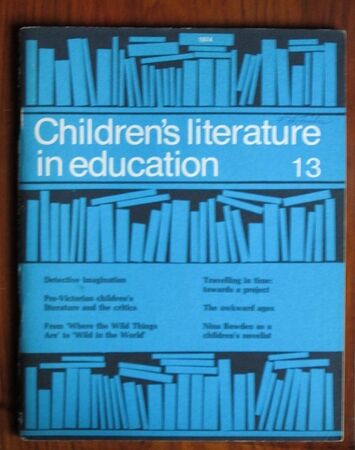 1974
Children's literature
in education 13
Detective imagination
Pre-Victorian children's
literature and the critics
From 'Where the Wild Things
Are' to 'Wild in the World'
Travelling in time:
towards a project
The awkward ages
Nina Bawden as a
children's novelist